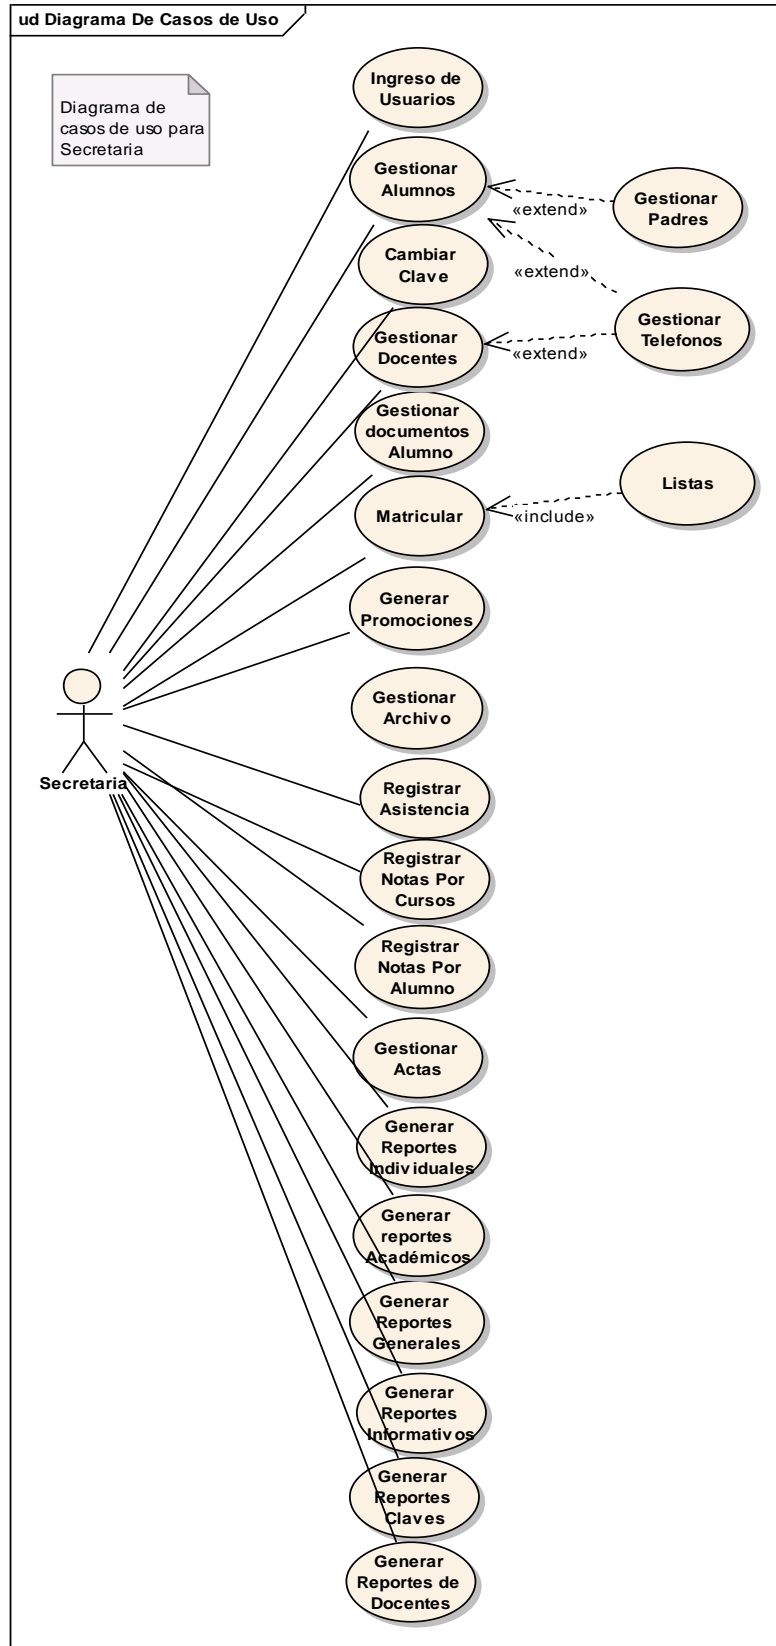 ud Diagrama De Casos de Uso
Diagrama de
casos de uso para
Secretaria
Ingreso de
Usuarios
Gestionar
Alumnos
«extend»
Gestionar
Padres
Cambiar
Clave
«extend»
Gestionar
Docentes
«extend»
Gestionar
Telefonos
Gestionar
documentos
Alumno
Matricular
«include»
Listas
Generar
Promociones
Gestionar
Archivo
Secretaria
Registrar
Asistencia
Registrar
Notas Por
Cursos
Registrar
Notas Por
Alumno
Gestionar
Actas
Generar
Reportes
Individuales
Generar
reportes
Académicos
Generar
Reportes
Generales
Generar
Reportes
Informativos
Generar
Reportes
Claves
Generar
Reportes de
Docentes